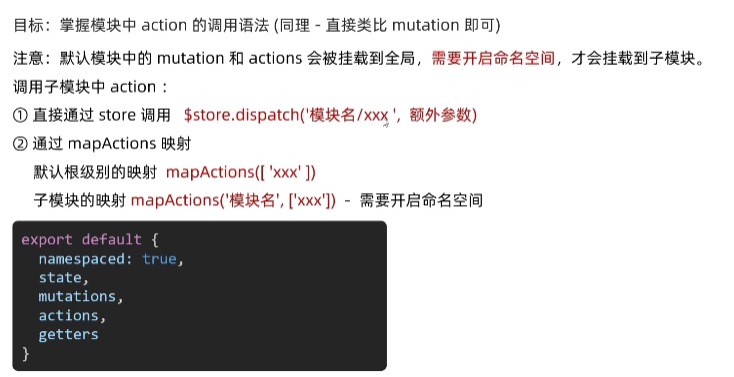 目标：掌握模块中 action 的调用语法 (同理 - 直接类比 mutation 即可)
注意：默认模块中的 mutation 和 actions 会被挂载到全局，需要开启命名空间，才会挂载到子模块。
调用子模块中 action ：
① 直接通过 store 调用 $store.dispatch('模块名/xxx ', 额外参数)
② 通过 mapActions 映射
默认根级别的映射 mapActions([ 'xxx' ])
子模块的映射 mapActions('模块名', ['xxx']) - 需要开启命名空间
export default {
  namespaced: true,
  state,
  mutations,
  actions,
  getters
}